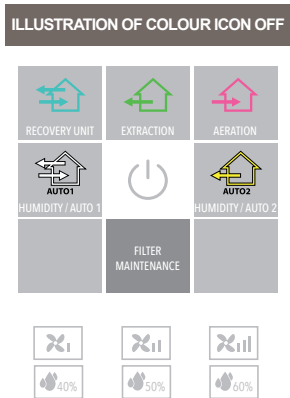 ILLUSTRATION OF COLOUR ICON OFF
RECOVERY UNIT EXTRACTION AERATION
AUTO1 AUTO2
HUMIDITY / AUTO 1 HUMIDITY / AUTO 2
FILTER
MAINTENANCE
40% 50% 60%